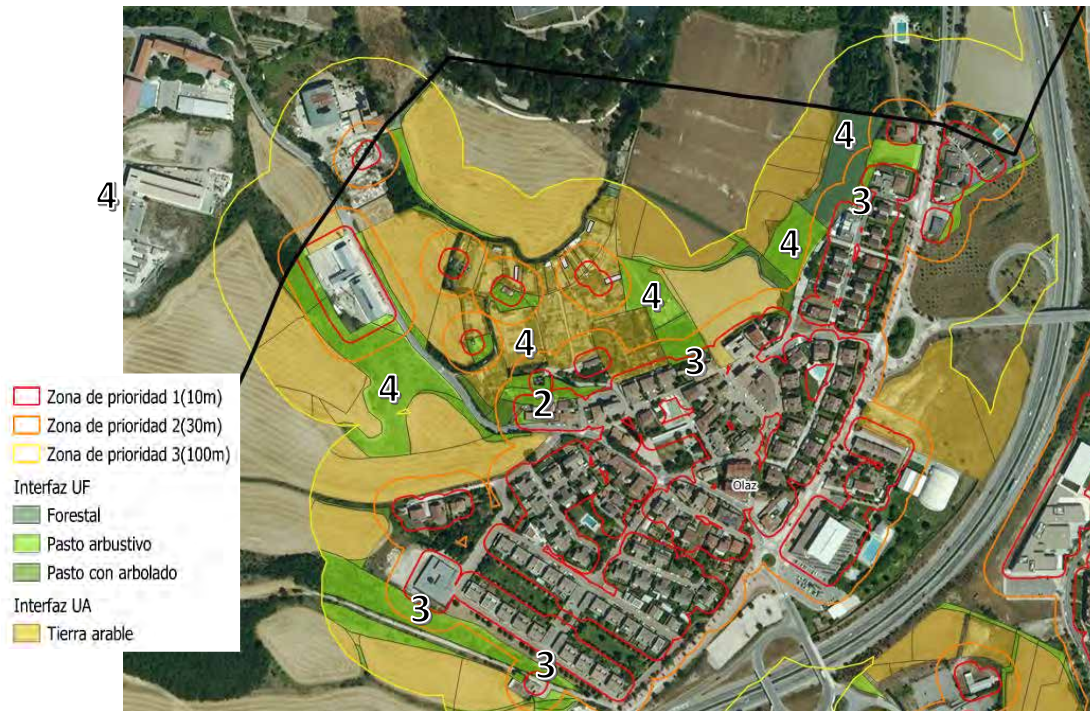 4
4
3
4
4
4
3
4
2
3
3
Olaz
Zona de prioridad 1(10m)
Zona de prioridad 2(30m)
Zona de prioridad 3(100m)
Interfaz UF
Forestal
Pasto arbustivo
Pasto con arbolado
Interfaz UA
Tierra arable